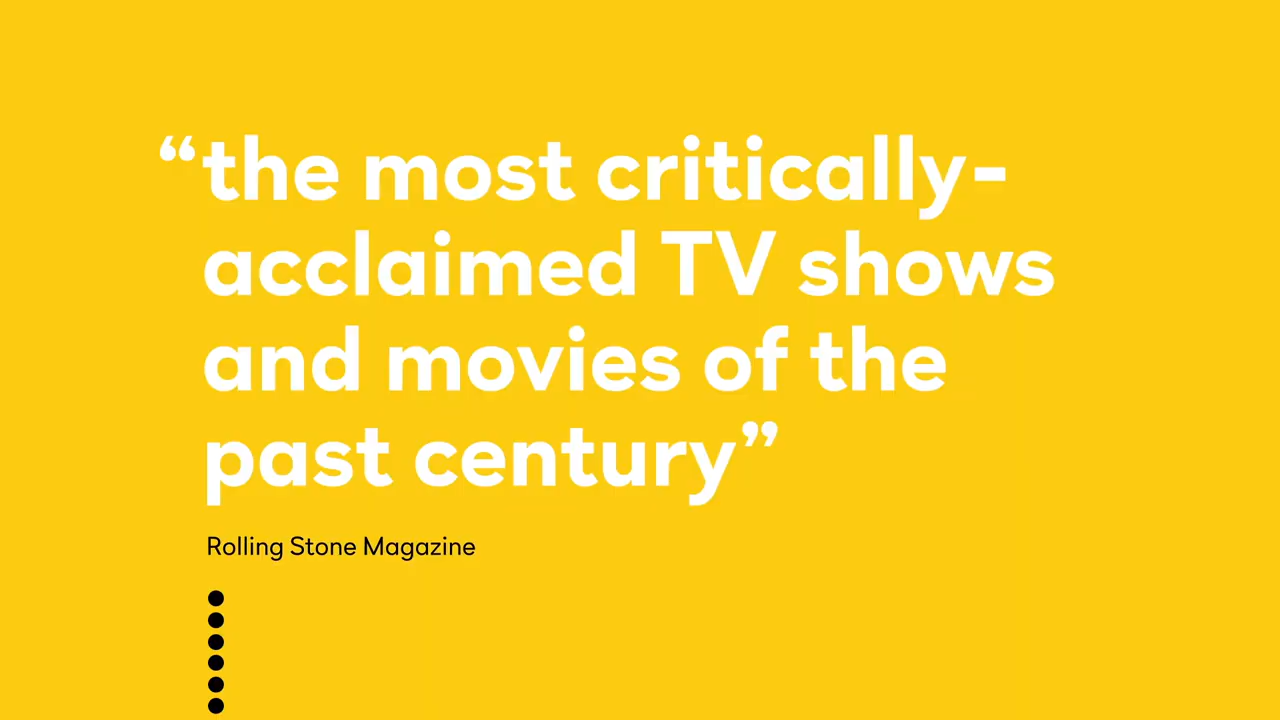 “the most critically-
acclaimed TV shows
and movies of the
past century”
Rolling Stone Magazine